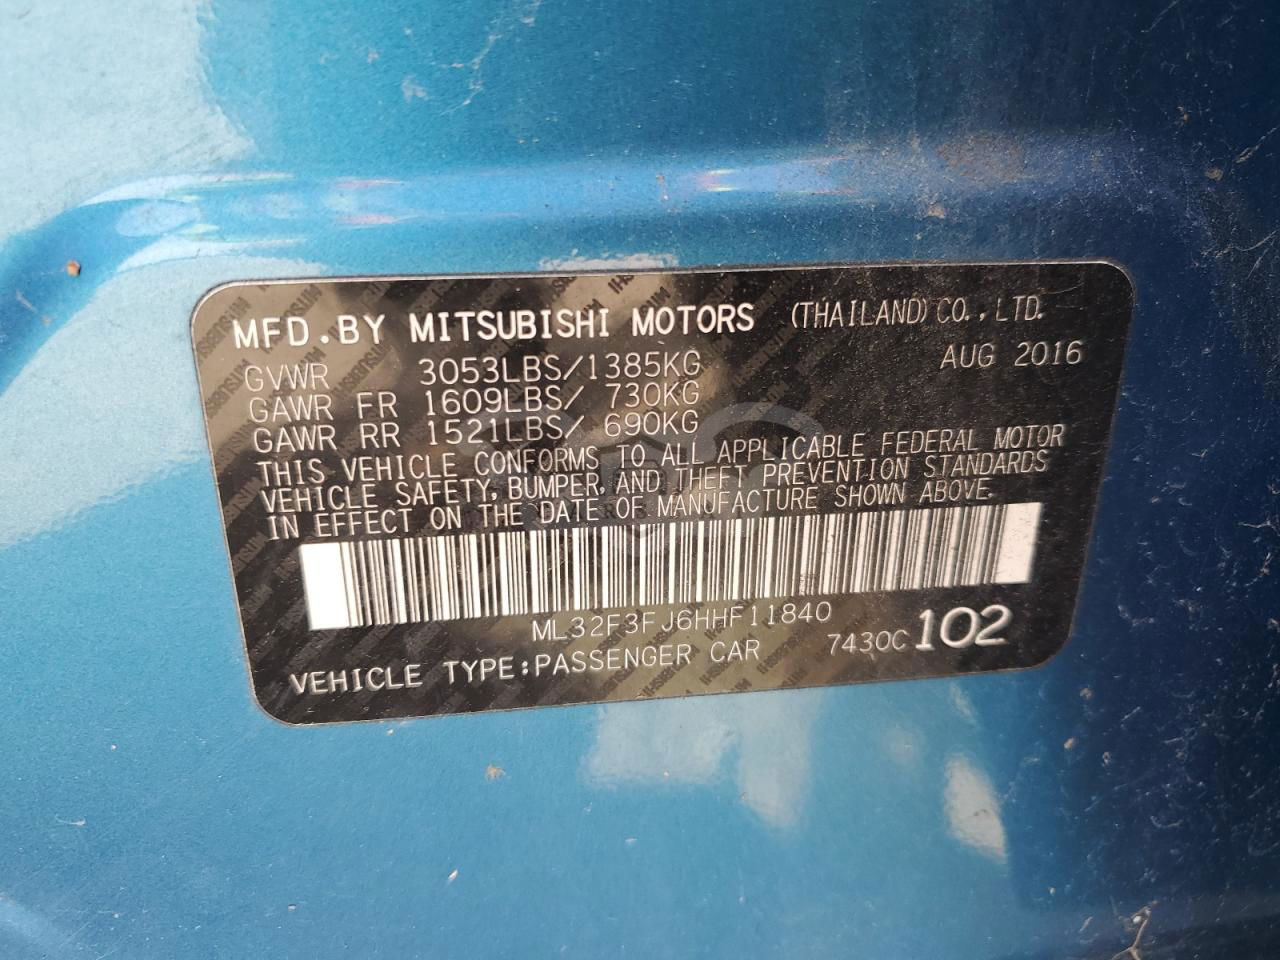 MFD.BY MITSUBISHI MOTORS (THAILAND) CO., LTD.
AUG 2016
GVWR 3053LBS/1385KG
GAWR FR 1609LBS/ 730KG
GAWR RR 1521LBS/ 690KG
THIS VEHICLE CONFORMS TO ALL APPLICABLE FEDERAL MOTOR
VEHICLE SAFETY, BUMPER, AND THEFT PREVENTION STANDARDS
IN EFFECT ON THE DATE OF MANUFACTURE SHOWN ABOVE.
ML32F3FJ6HHF11840
7430C 102
VEHICLE TYPE:PASSENGER CAR